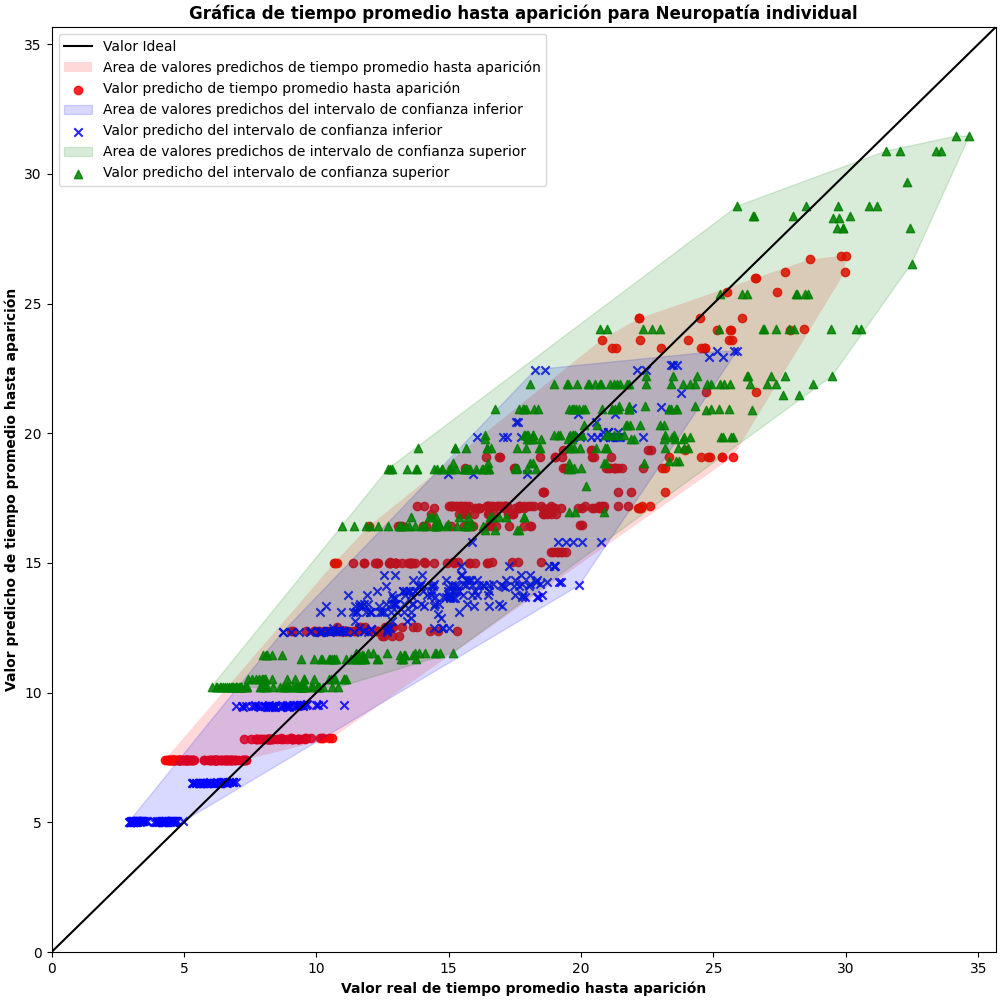 Gráfica de tiempo promedio hasta aparición para Neuropatía individual
Valor Ideal
Area de valores predichos de tiempo promedio hasta aparición
Valor predicho de tiempo promedio hasta aparición
Area de valores predichos del intervalo de confianza inferior
Valor predicho del intervalo de confianza inferior
Area de valores predichos de intervalo de confianza superior
Valor predicho del intervalo de confianza superior
Valor predicho de tiempo promedio hasta aparición
35
30
25
20
15
10
5
0
0 5 10 15 20 25 30 35
Valor real de tiempo promedio hasta aparición